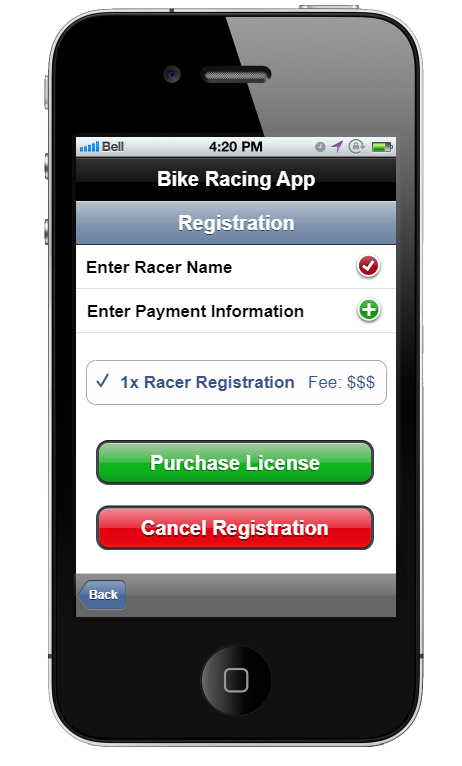 Bell 4:20 PM
Bike Racing App
Registration
Enter Racer Name
Enter Payment Information
✓ 1x Racer Registration Fee: $$$
Purchase License
Cancel Registration
Back